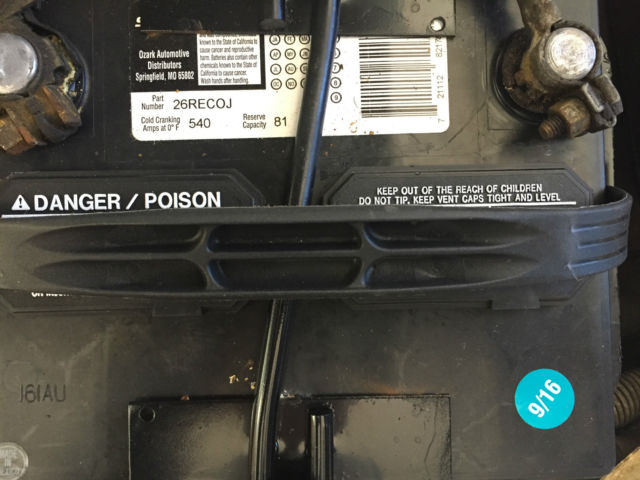 Ozark Automotive
Distributors
Springfield, MO 65802
known to the State of California to
cause cancer and reproductive
harm. Batteries also contain other
chemicals known to the State of
California to cause cancer.
Wash hands after handling.
Part
Number 26RECOJ
Cold Cranking
Amps at 0° F 540
Reserve
Capacity 81
7 21112
DANGER / POISON
KEEP OUT OF THE REACH OF CHILDREN
DO NOT TIP. KEEP VENT CAPS TIGHT AND LEVEL
J6IAU
9/16